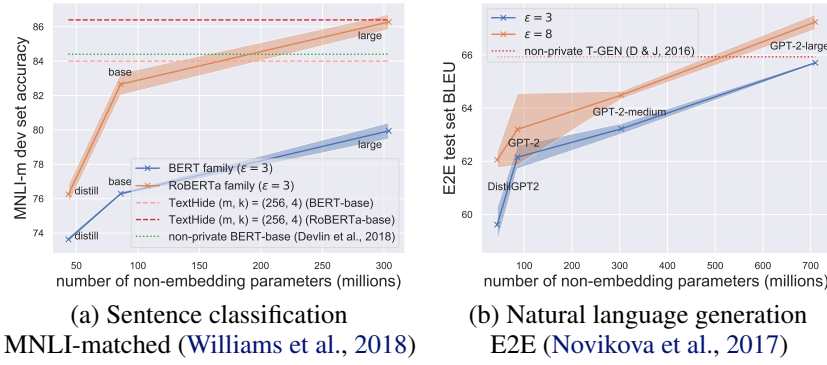 MNLI-m dev set accuracy
86
84
82
80
78
76
74
large
base
distill
large
base
distill
BERT family (ε = 3)
RoBERTa family (ε = 3)
TextHide (m, k) = (256, 4) (BERT-base)
TextHide (m, k) = (256, 4) (RoBERTa-base)
non-private BERT-base (Devlin et al., 2018)
50 100 150 200 250 300
number of non-embedding parameters (millions)
(a) Sentence classification
MNLI-matched (Williams et al., 2018)
E2E test set BLEU
66
64
62
60
ε = 3
ε = 8
non-private T-GEN (D & J, 2016)
GPT-2-large
GPT-2-medium
GPT-2
DistilGPT2
100 200 300 400 500 600 700
number of non-embedding parameters (millions)
(b) Natural language generation
E2E (Novikova et al., 2017)